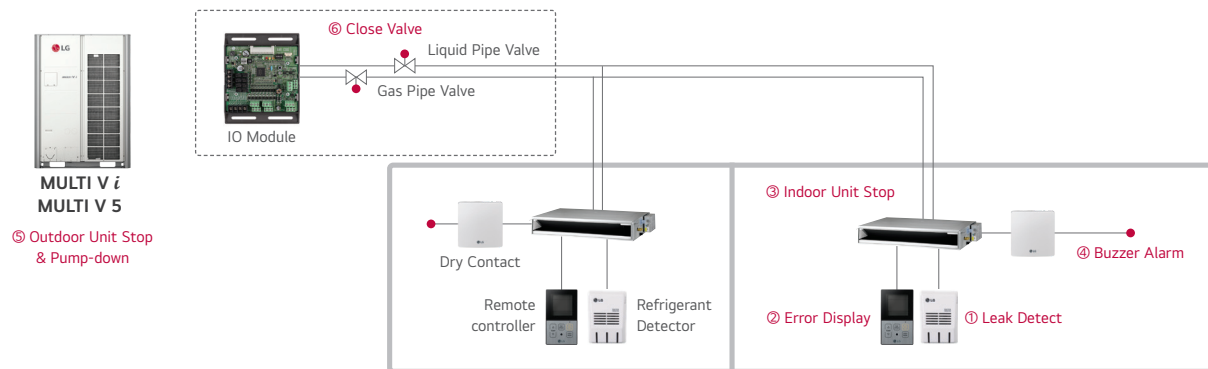 LG
MULTI V i
MULTI V 5
⑤ Outdoor Unit Stop
& Pump-down
⑥ Close Valve
Liquid Pipe Valve
Gas Pipe Valve
IO Module
Dry Contact
Remote
controller
Refrigerant
Detector
③ Indoor Unit Stop
④ Buzzer Alarm
② Error Display
① Leak Detect
LG
LG